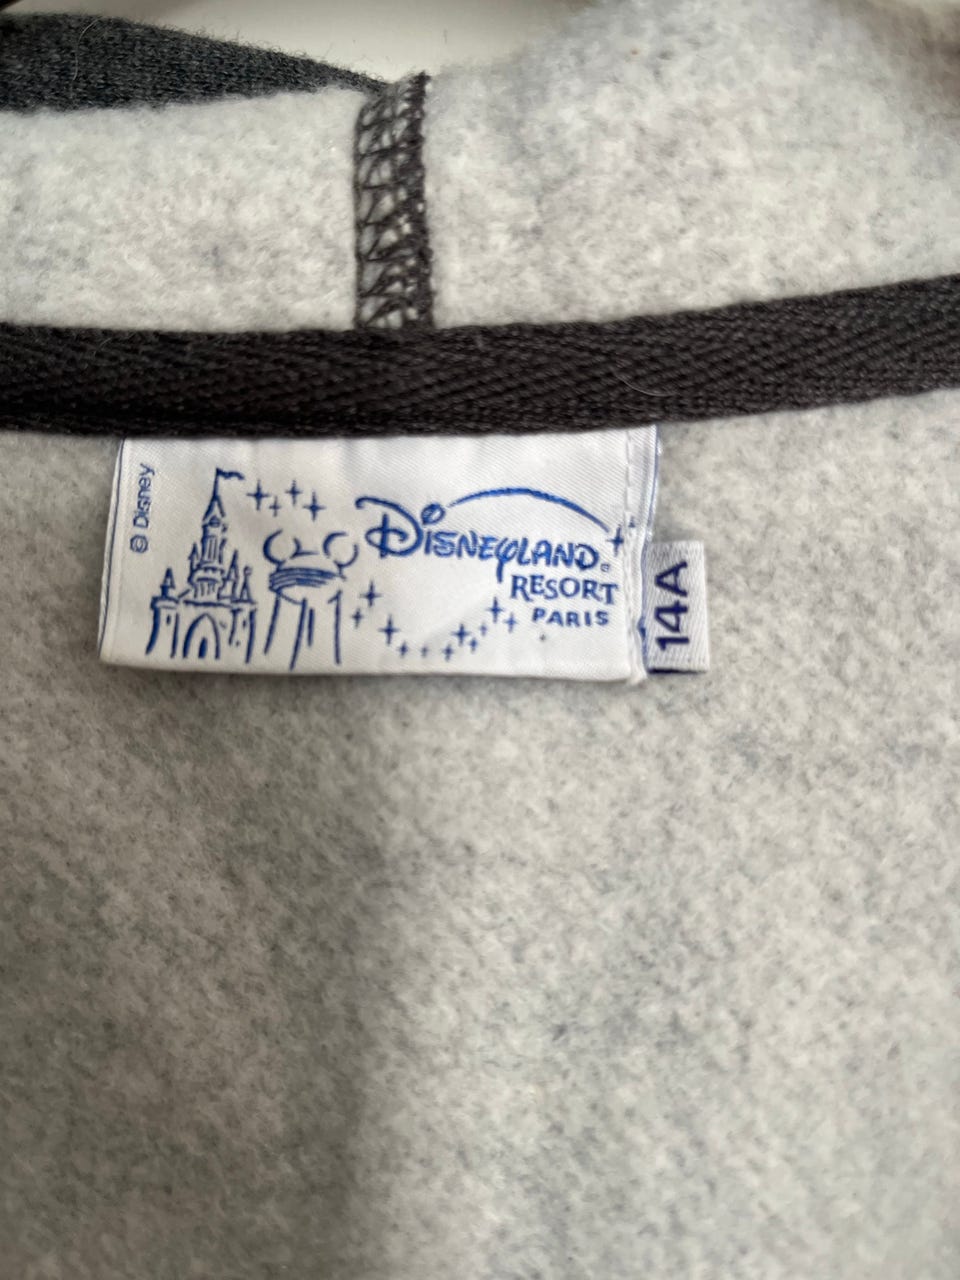 © Disney
DISNEYLAND®
RESORT
PARIS
14A